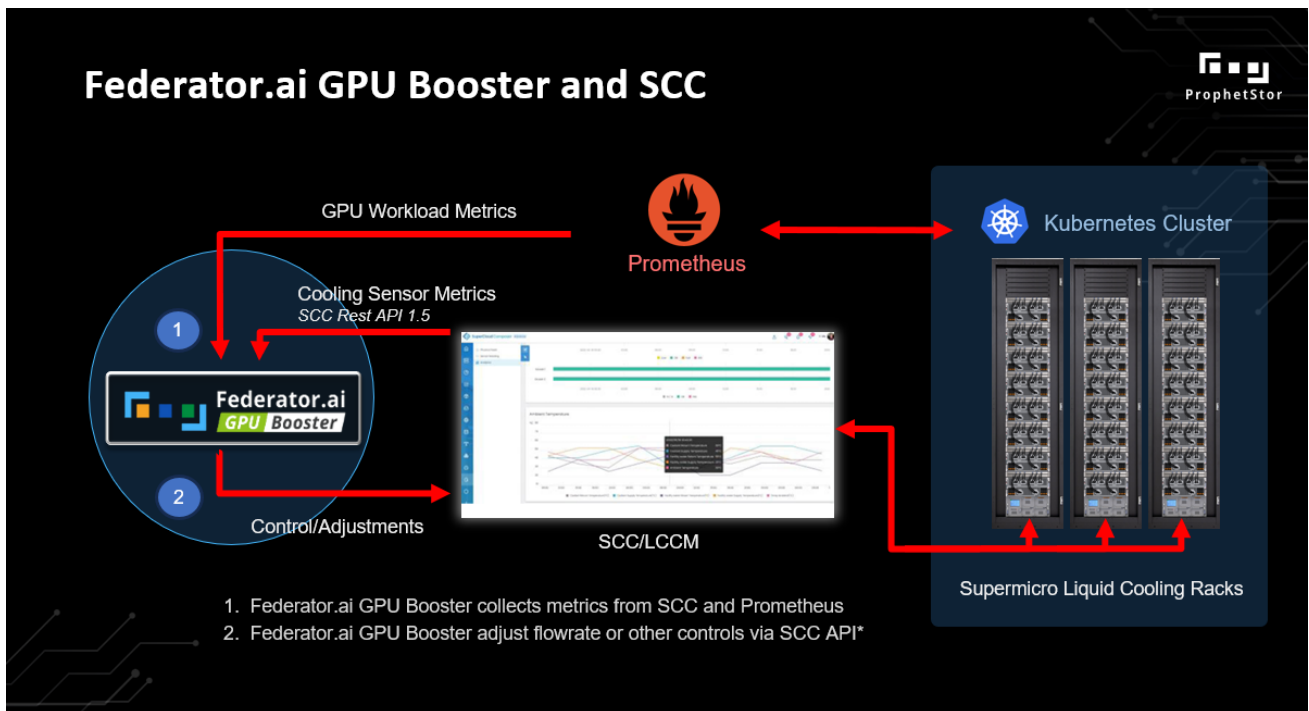 Federator.ai GPU Booster and SCC
ProphetStor
GPU Workload Metrics
Prometheus
Kubernetes Cluster
Cooling Sensor Metrics
SCC Rest API 1.5
1
Federator.ai
GPU Booster
2
Control/Adjustments
Ambient Temperature
SCC/LCCM
Supermicro Liquid Cooling Racks
1. Federator.ai GPU Booster collects metrics from SCC and Prometheus
2. Federator.ai GPU Booster adjust flowrate or other controls via SCC API*